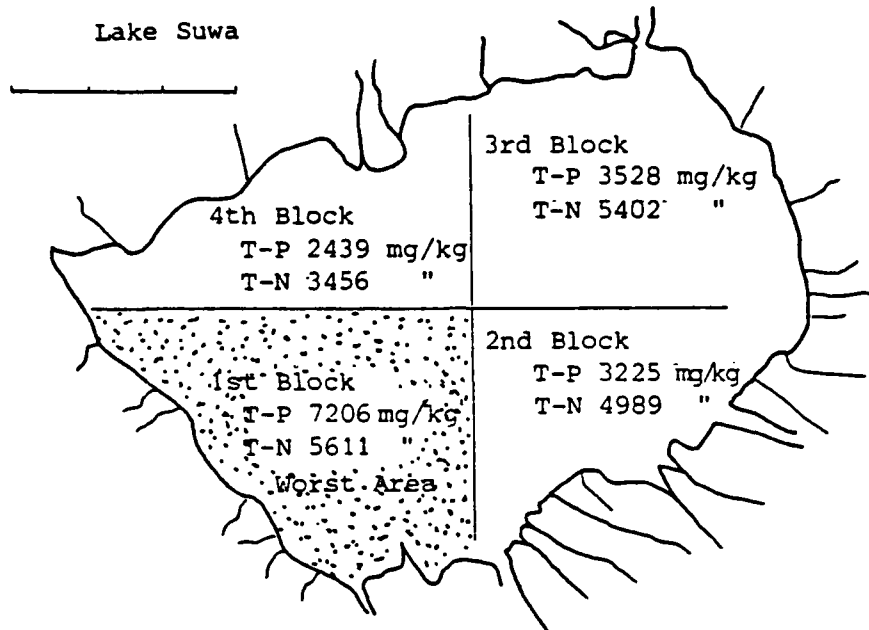 Lake Suwa
3rd Block
T-P 3528 mg/kg
T-N 5402 "
4th Block
T-P 2439 mg/kg
T-N 3456 "
2nd Block
T-P 3225 mg/kg
T-N 4989 "
1st Block
T-P 7206 mg/kg
T-N 5611 "
Worst Area